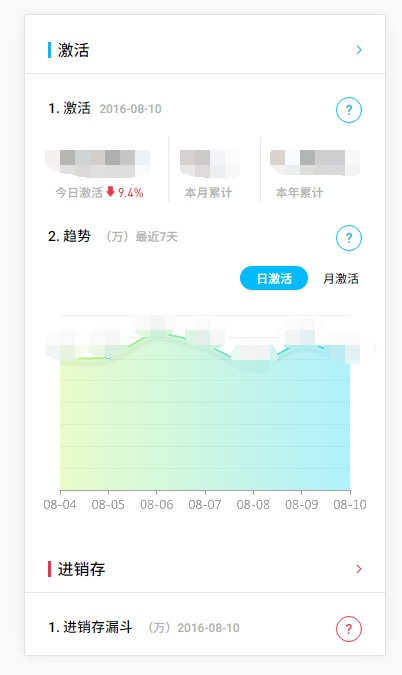 激活
1. 激活 2016-08-10
?
今日激活 9.4% 本月累计 本年累计
2. 趋势 （万）最近7天
?
日激活 月激活
08-04 08-05 08-06 08-07 08-08 08-09 08-10
进销存
1. 进销存漏斗 （万）2016-08-10
?